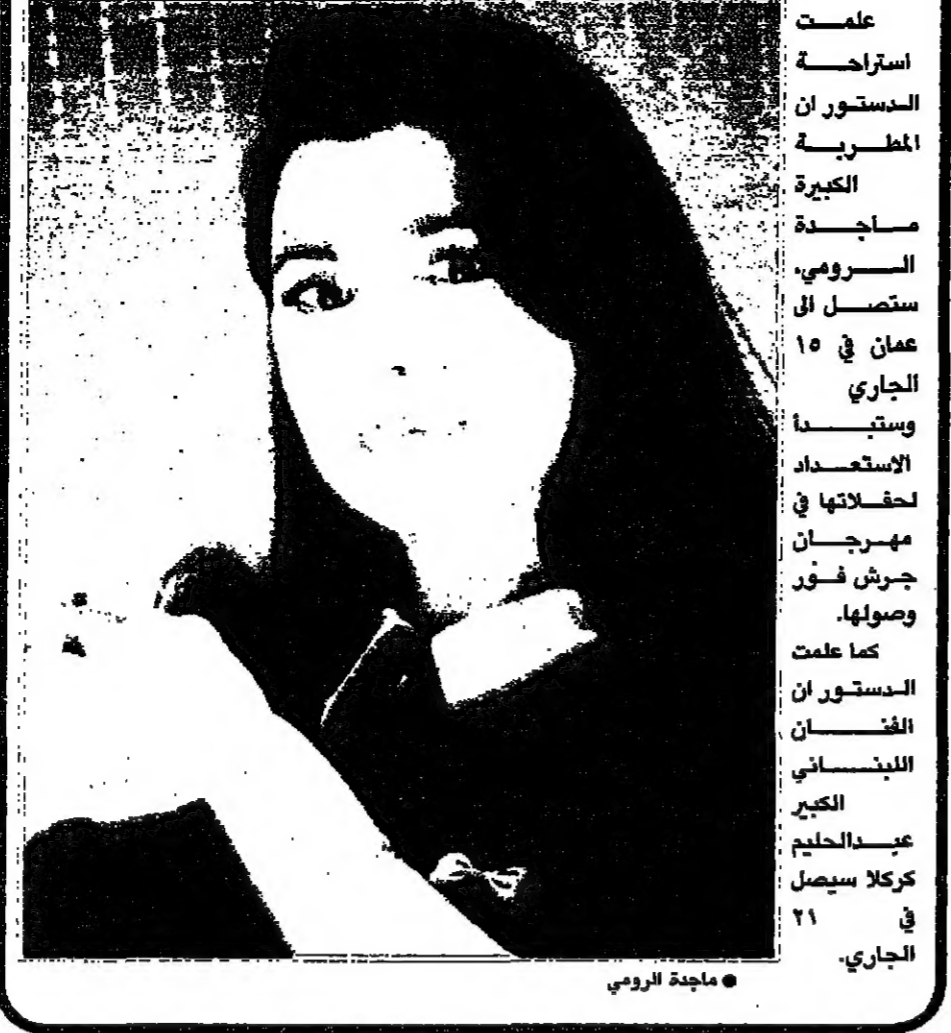 علمت
استراحة
الدستور ان
المطربة
الكبيرة
ماجدة
الرومي،
ستصل الى
عمان في ١٥
الجاري
وستبدأ
الاستعداد
لحفلاتها في
مهرجان
جرش فور
وصولها.
كما علمت
الدستور ان
الفنان
اللبناني
الكبير
عبدالحليم
كركلا سيصل
في ٢١
الجاري.
● ماجدة الرومي